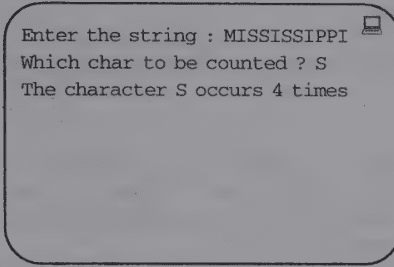 Enter the string : MISSISSIPPI
Which char to be counted ? S
The character S occurs 4 times